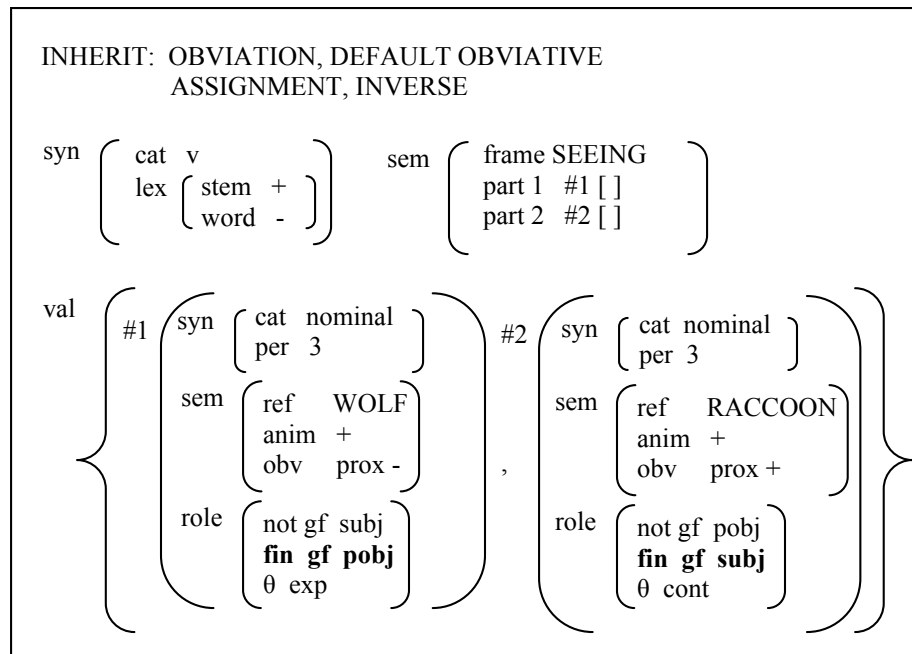 INHERIT: OBVIATION, DEFAULT OBVIATIVE
ASSIGNMENT, INVERSE
syn cat v sem frame SEEING
lex stem + part 1 #1 [ ]
word - part 2 #2 [ ]
val #1 syn cat nominal #2 syn cat nominal
per 3 per 3
sem ref WOLF sem ref RACCOON
anim + anim +
obv prox - , obv prox +
role not gf subj role not gf pobj
fin gf pobj fin gf subj
θ exp θ cont